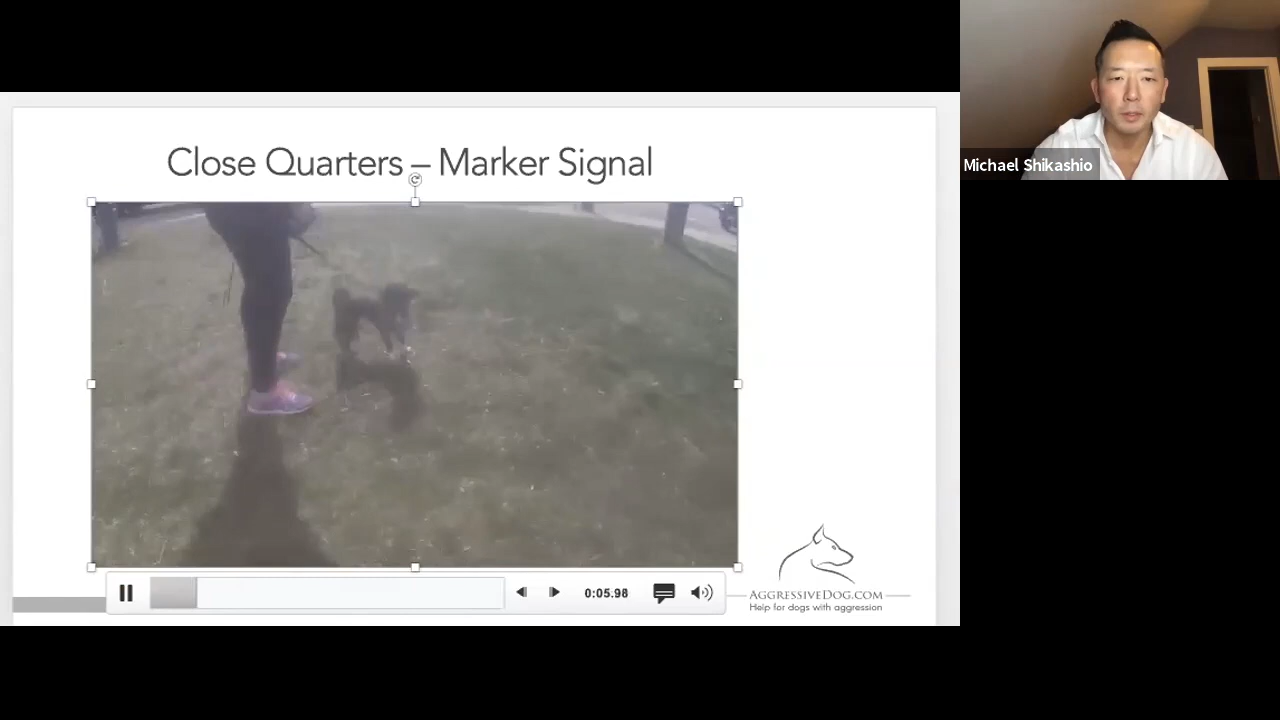 Close Quarters – Marker Signal
Michael Shikashio
0:05.98
AGGRESSIVEDOG.COM
Help for dogs with aggression